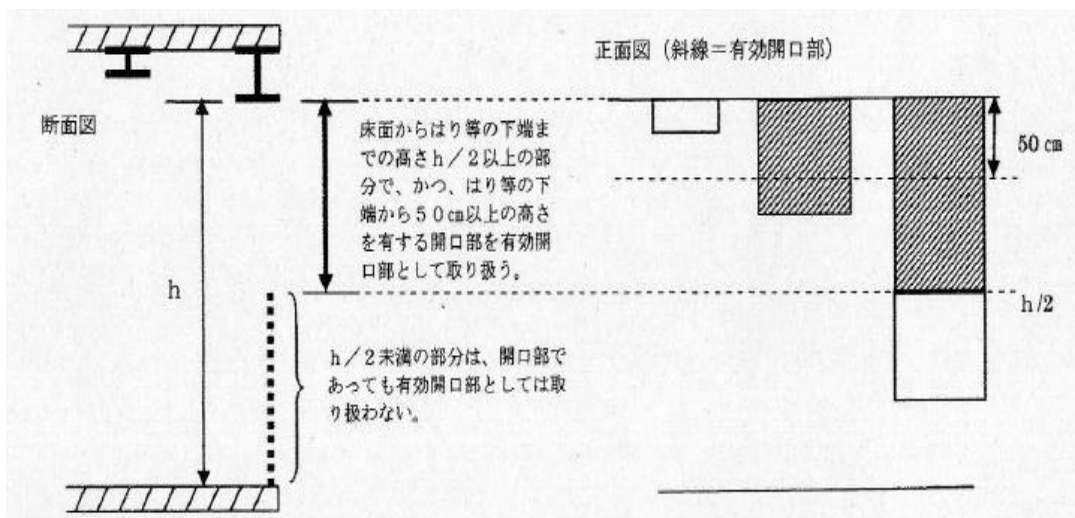 正面図（斜線＝有効開口部）
断面図
床面からはり等の下端ま
での高さｈ／２以上の部
分で、かつ、はり等の下
端から５０㎝以上の高さ
を有する開口部を有効開
口部として取り扱う。
50 ㎝
h
h/2
ｈ／２未満の部分は、開口部で
あっても有効開口部としては取
り扱わない。